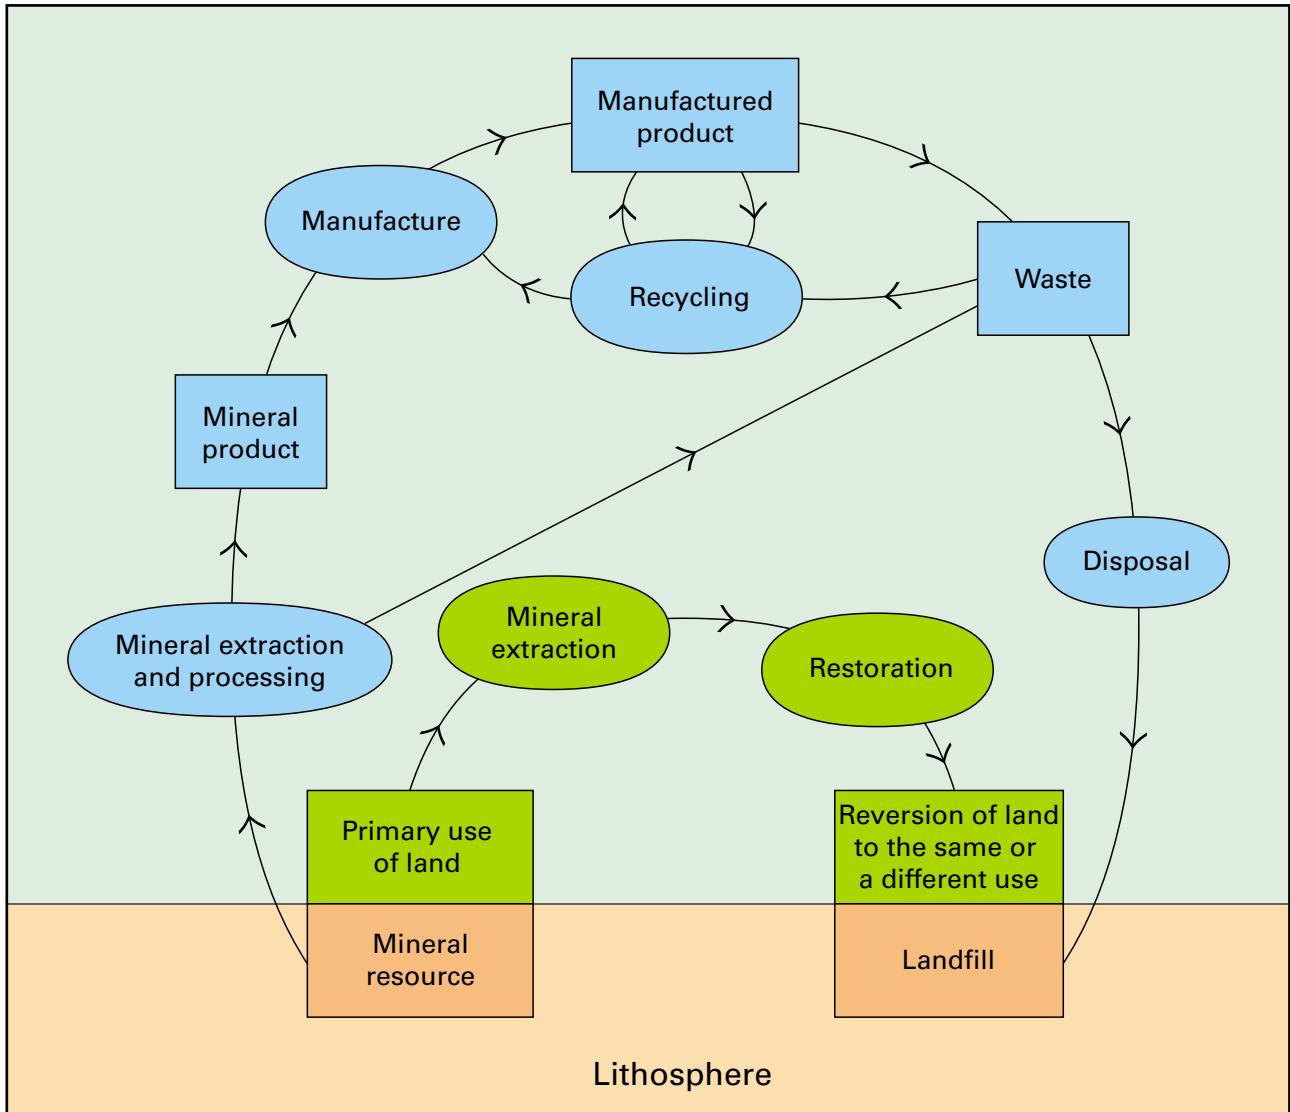 Manufactured
product
Manufacture
Waste
Recycling
Mineral
product
Disposal
Mineral
extraction
Mineral extraction
and processing
Restoration
Primary use
of land
Reversion of land
to the same or
a different use
Mineral
resource
Landfill
Lithosphere